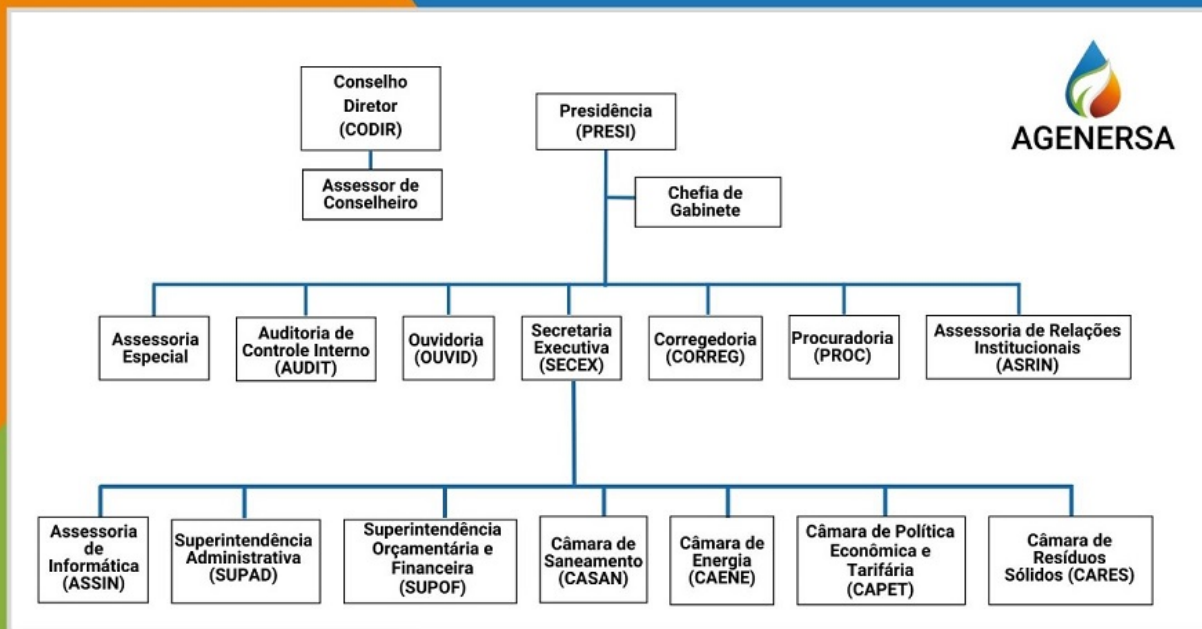 Conselho
Diretor
(CODIR)
Presidência
(PRESI)
AGENERSA
Assessor de
Conselheiro
Chefia de
Gabinete
Assessoria
Especial
Auditoria de
Controle Interno
(AUDIT)
Ouvidoria
(OUVID)
Secretaria
Executiva
(SECEX)
Corregedoria
(CORREG)
Procuradoria
(PROC)
Assessoria de Relações
Institucionais
(ASRIN)
Assessoria
de
Informática
(ASSIN)
Superintendência
Administrativa
(SUPAD)
Superintendência
Orçamentária e
Financeira
(SUPOF)
Câmara de
Saneamento
(CASAN)
Câmara de
Energia
(CAENE)
Câmara de Política
Econômica e
Tarifária
(CAPET)
Câmara de
Resíduos
Sólidos (CARES)